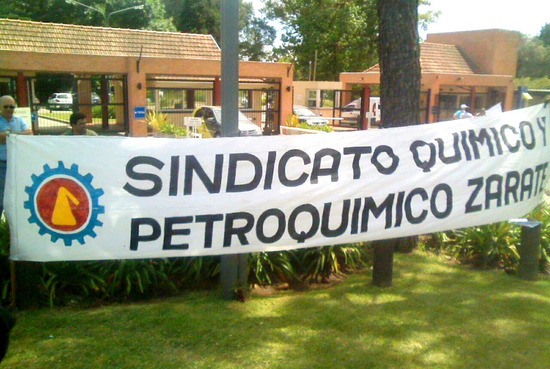 SINDICATO QUIMICO Y
PETROQUIMICO ZARATE